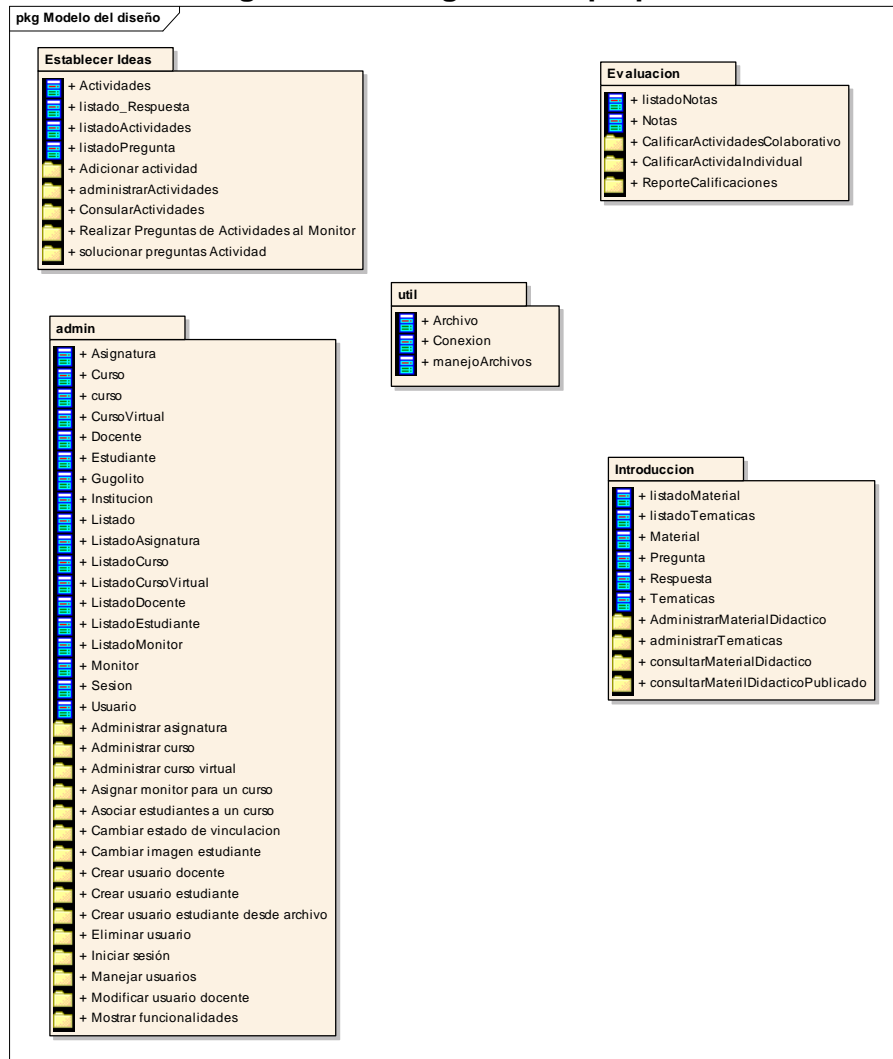 pkg Modelo del diseño
Establecer Ideas
+ Actividades
+ listado_Respuesta
+ listadoActividades
+ listadoPregunta
+ Adicionar actividad
+ administrarActividades
+ ConsularActividades
+ Realizar Preguntas de Actividades al Monitor
+ solucionar preguntas Actividad
Evaluacion
+ listadoNotas
+ Notas
+ CalificarActividadesColaborativo
+ CalificarActividaIndividual
+ ReporteCalificaciones
util
+ Archivo
+ Conexion
+ manejoArchivos
admin
+ Asignatura
+ Curso
+ curso
+ CursoVirtual
+ Docente
+ Estudiante
+ Gugolito
+ Institucion
+ Listado
+ ListadoAsignatura
+ ListadoCurso
+ ListadoCursoVirtual
+ ListadoDocente
+ ListadoEstudiante
+ ListadoMonitor
+ Monitor
+ Sesion
+ Usuario
+ Administrar asignatura
+ Administrar curso
+ Administrar curso virtual
+ Asignar monitor para un curso
+ Asociar estudiantes a un curso
+ Cambiar estado de vinculacion
+ Cambiar imagen estudiante
+ Crear usuario docente
+ Crear usuario estudiante
+ Crear usuario estudiante desde archivo
+ Eliminar usuario
+ Iniciar sesión
+ Manejar usuarios
+ Modificar usuario docente
+ Mostrar funcionalidades
Introduccion
+ listadoMaterial
+ listadoTematicas
+ Material
+ Pregunta
+ Respuesta
+ Tematicas
+ AdministrarMaterialDidactico
+ administrarTematicas
+ consultarMaterialDidactico
+ consultarMaterilDidacticoPublicado